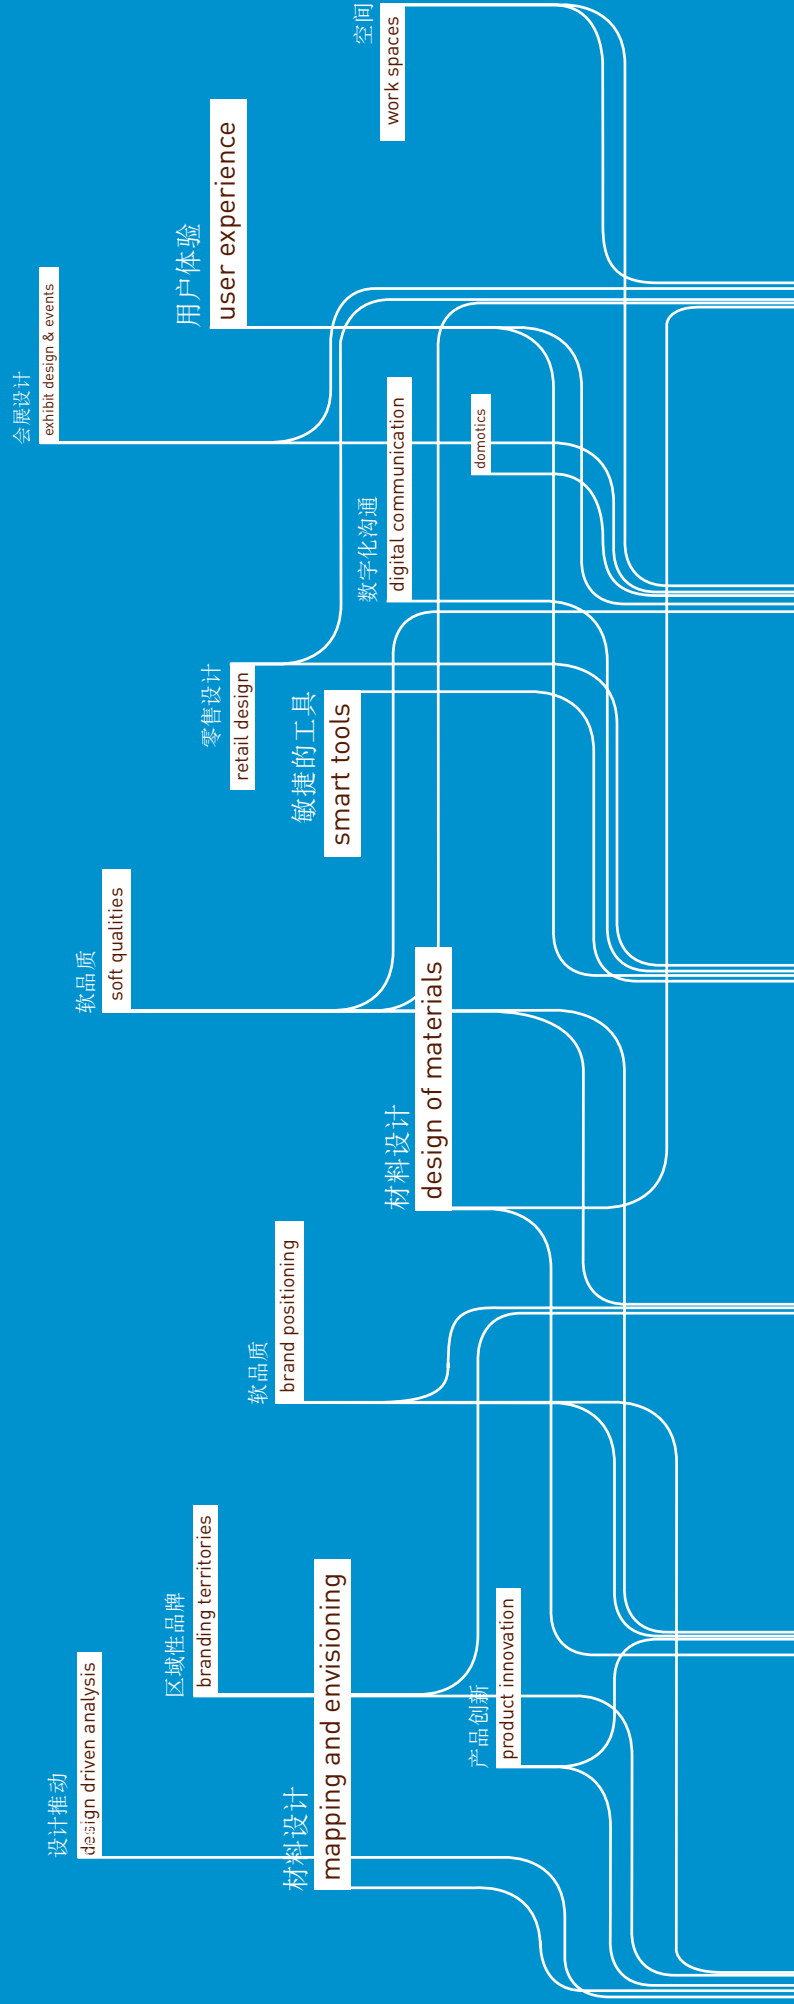 空间
work spaces
用户体验
user experience
会展设计
exhibit design & events
数字化沟通
digital communication
domotics
零售设计
retail design
敏捷的工具
smart tools
软品质
soft qualities
材料设计
design of materials
软品质
brand positioning
区域性品牌
branding territories
材料设计
mapping and envisioning
产品创新
product innovation
设计推动
design driven analysis